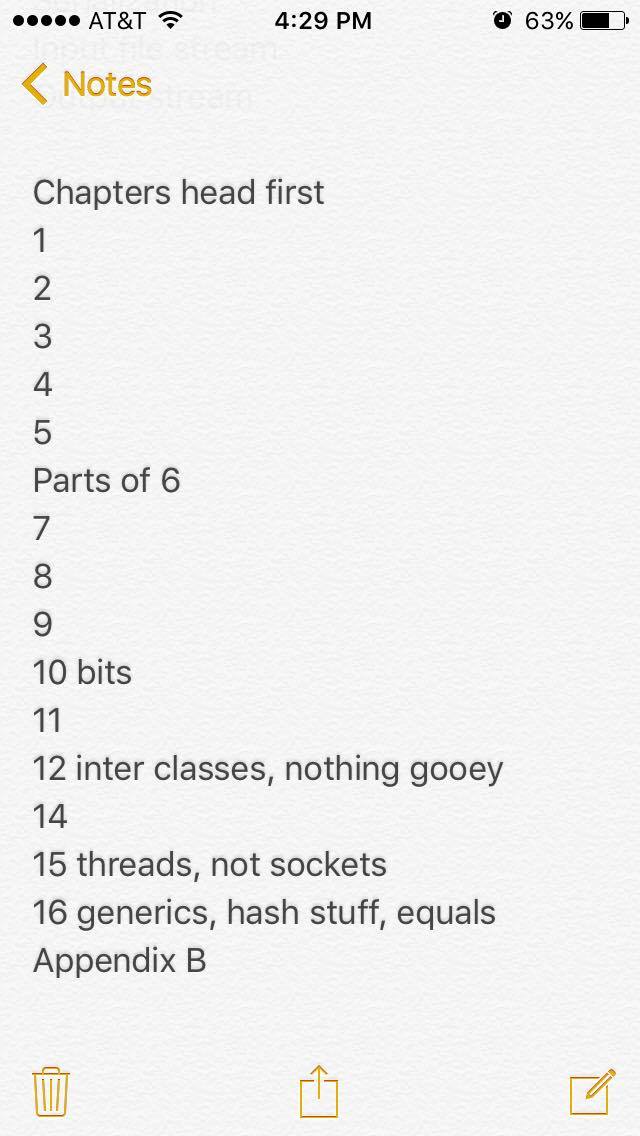 AT&T 4:29 PM 63%
Input file stream
Output stream
Notes
Chapters head first
1
2
3
4
5
Parts of 6
7
8
9
10 bits
11
12 inter classes, nothing gooey
14
15 threads, not sockets
16 generics, hash stuff, equals
Appendix B